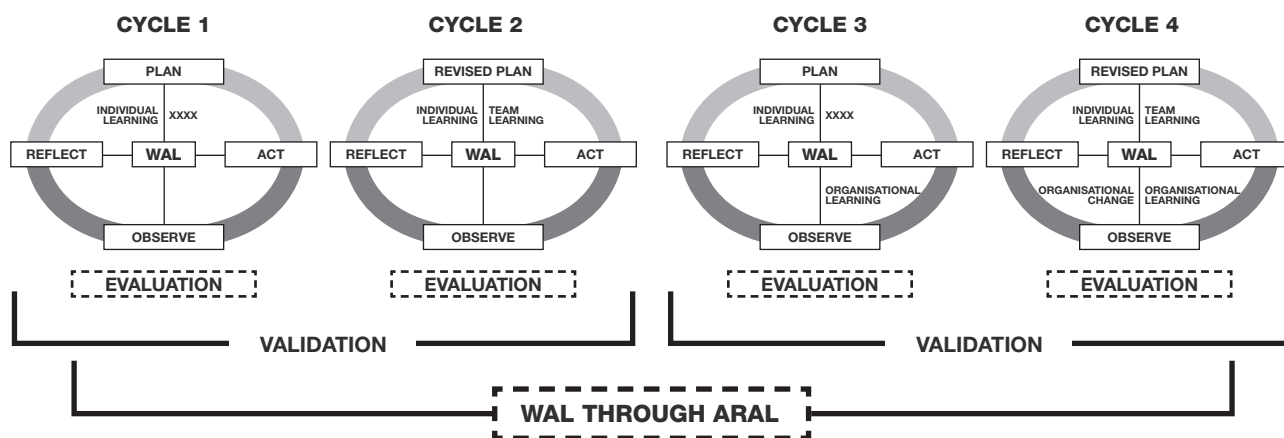 CYCLE 1
PLAN
INDIVIDUAL
LEARNING
XXXX
REFLECT
WAL
ACT
OBSERVE
EVALUATION
CYCLE 2
REVISED PLAN
INDIVIDUAL
LEARNING
TEAM
LEARNING
REFLECT
WAL
ACT
OBSERVE
EVALUATION
VALIDATION
CYCLE 3
PLAN
INDIVIDUAL
LEARNING
XXXX
REFLECT
WAL
ACT
ORGANISATIONAL
LEARNING
OBSERVE
EVALUATION
CYCLE 4
REVISED PLAN
INDIVIDUAL
LEARNING
TEAM
LEARNING
REFLECT
WAL
ACT
ORGANISATIONAL
CHANGE
ORGANISATIONAL
LEARNING
OBSERVE
EVALUATION
VALIDATION
WAL THROUGH ARAL